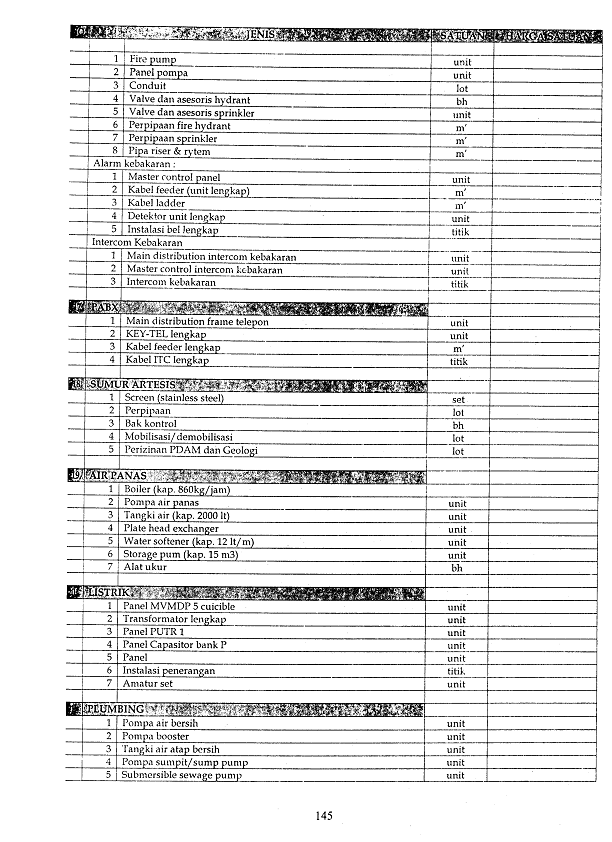 JENIS SATUAN HARGA SATUAN
1 Fire pump unit
2 Panel pompa unit
3 Conduit lot
4 Valve dan asesoris hydrant bh
5 Valve dan asesoris sprinkler unit
6 Perpipaan fire hydrant m'
7 Perpipaan sprinkler m'
8 Pipa riser & rytem m'
Alarm kebakaran :
1 Master control panel unit
2 Kabel feeder (unit lengkap) m'
3 Kabel ladder m'
4 Detektor unit lengkap unit
5 Instalasi bel lengkap titik
Intercom Kebakaran
1 Main distribution intercom kebakaran unit
2 Master control intercom kebakaran unit
3 Intercom kebakaran titik
PABX
1 Main distribution frame telepon unit
2 KEY-TEL lengkap unit
3 Kabel feeder lengkap m'
4 Kabel ITC lengkap titik
SUMUR ARTESIS
1 Screen (stainless steel) set
2 Perpipaan lot
3 Bak kontrol bh
4 Mobilisasi/demobilisasi lot
5 Perizinan PDAM dan Geologi lot
AIR PANAS
1 Boiler (kap. 860kg/jam)
2 Pompa air panas unit
3 Tangki air (kap. 2000 lt) unit
4 Plate head exchanger unit
5 Water softener (kap. 12 lt/m) unit
6 Storage pum (kap. 15 m3) unit
7 Alat ukur bh
LISTRIK
1 Panel MVMDP 5 cuicible unit
2 Transformator lengkap unit
3 Panel PUTR 1 unit
4 Panel Capasitor bank P unit
5 Panel unit
6 Instalasi penerangan titik
7 Amatur set unit
PLUMBING
1 Pompa air bersih unit
2 Pompa booster unit
3 Tangki air atap bersih unit
4 Pompa sumpit/sump pump unit
5 Submersible sewage pump unit
145